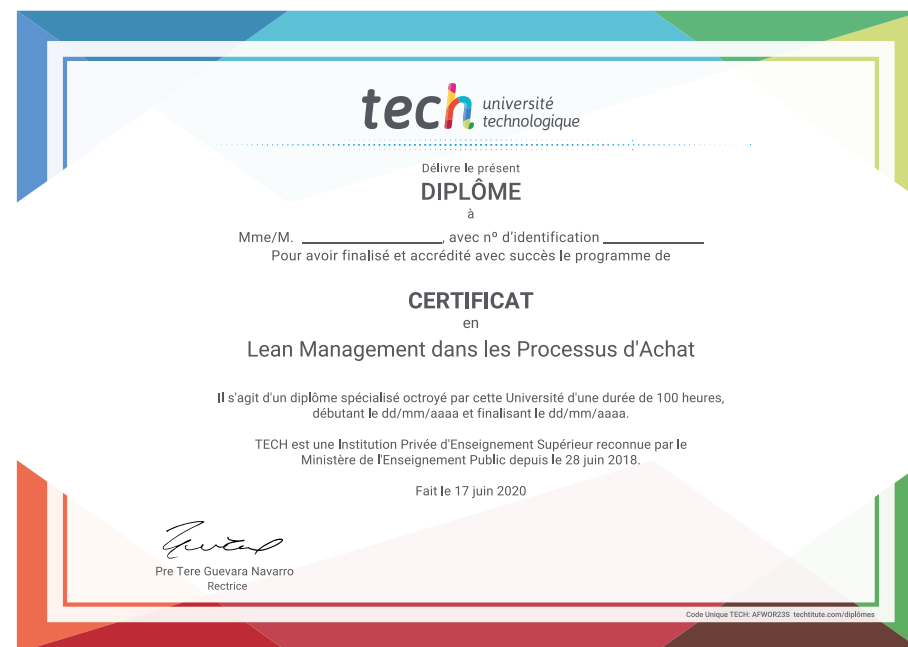 tech université
technologique
Délivre le présent
DIPLÔME
à
Mme/M. ____________________, avec nº d'identification ______________
Pour avoir finalisé et accrédité avec succès le programme de
CERTIFICAT
en
Lean Management dans les Processus d'Achat
Il s'agit d'un diplôme spécialisé octroyé par cette Université d'une durée de 100 heures,
débutant le dd/mm/aaaa et finalisant le dd/mm/aaaa.
TECH est une Institution Privée d'Enseignement Supérieur reconnue par le
Ministère de l'Enseignement Public depuis le 28 juin 2018.
Fait le 17 juin 2020
Pre Tere Guevara Navarro
Rectrice
Code Unique TECH: AFWOR23S techtitute.com/diplômes